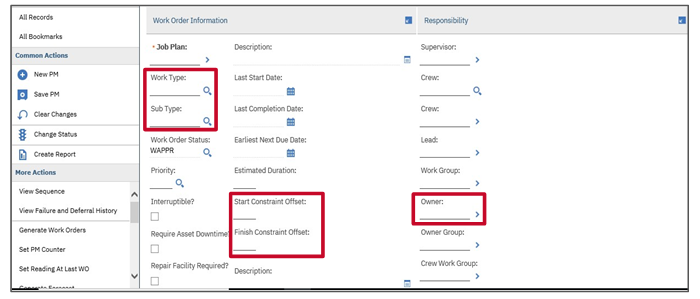 All Records
All Bookmarks
Common Actions
New PM
Save PM
Clear Changes
Change Status
Create Report
More Actions
View Sequence
View Failure and Deferral History
Generate Work Orders
Set PM Counter
Set Reading At Last WO
Generate Forecast
Work Order Information
* Job Plan:
Description:
Work Type:
Last Start Date:
Sub Type:
Last Completion Date:
Work Order Status:
WAPPR
Earliest Next Due Date:
Priority:
Estimated Duration:
Interruptible?
Start Constraint Offset:
Require Asset Downtime?
Finish Constraint Offset:
Repair Facility Required?
Description:
Responsibility
Supervisor:
Crew:
Crew:
Lead:
Work Group:
Owner:
Owner Group:
Crew Work Group: